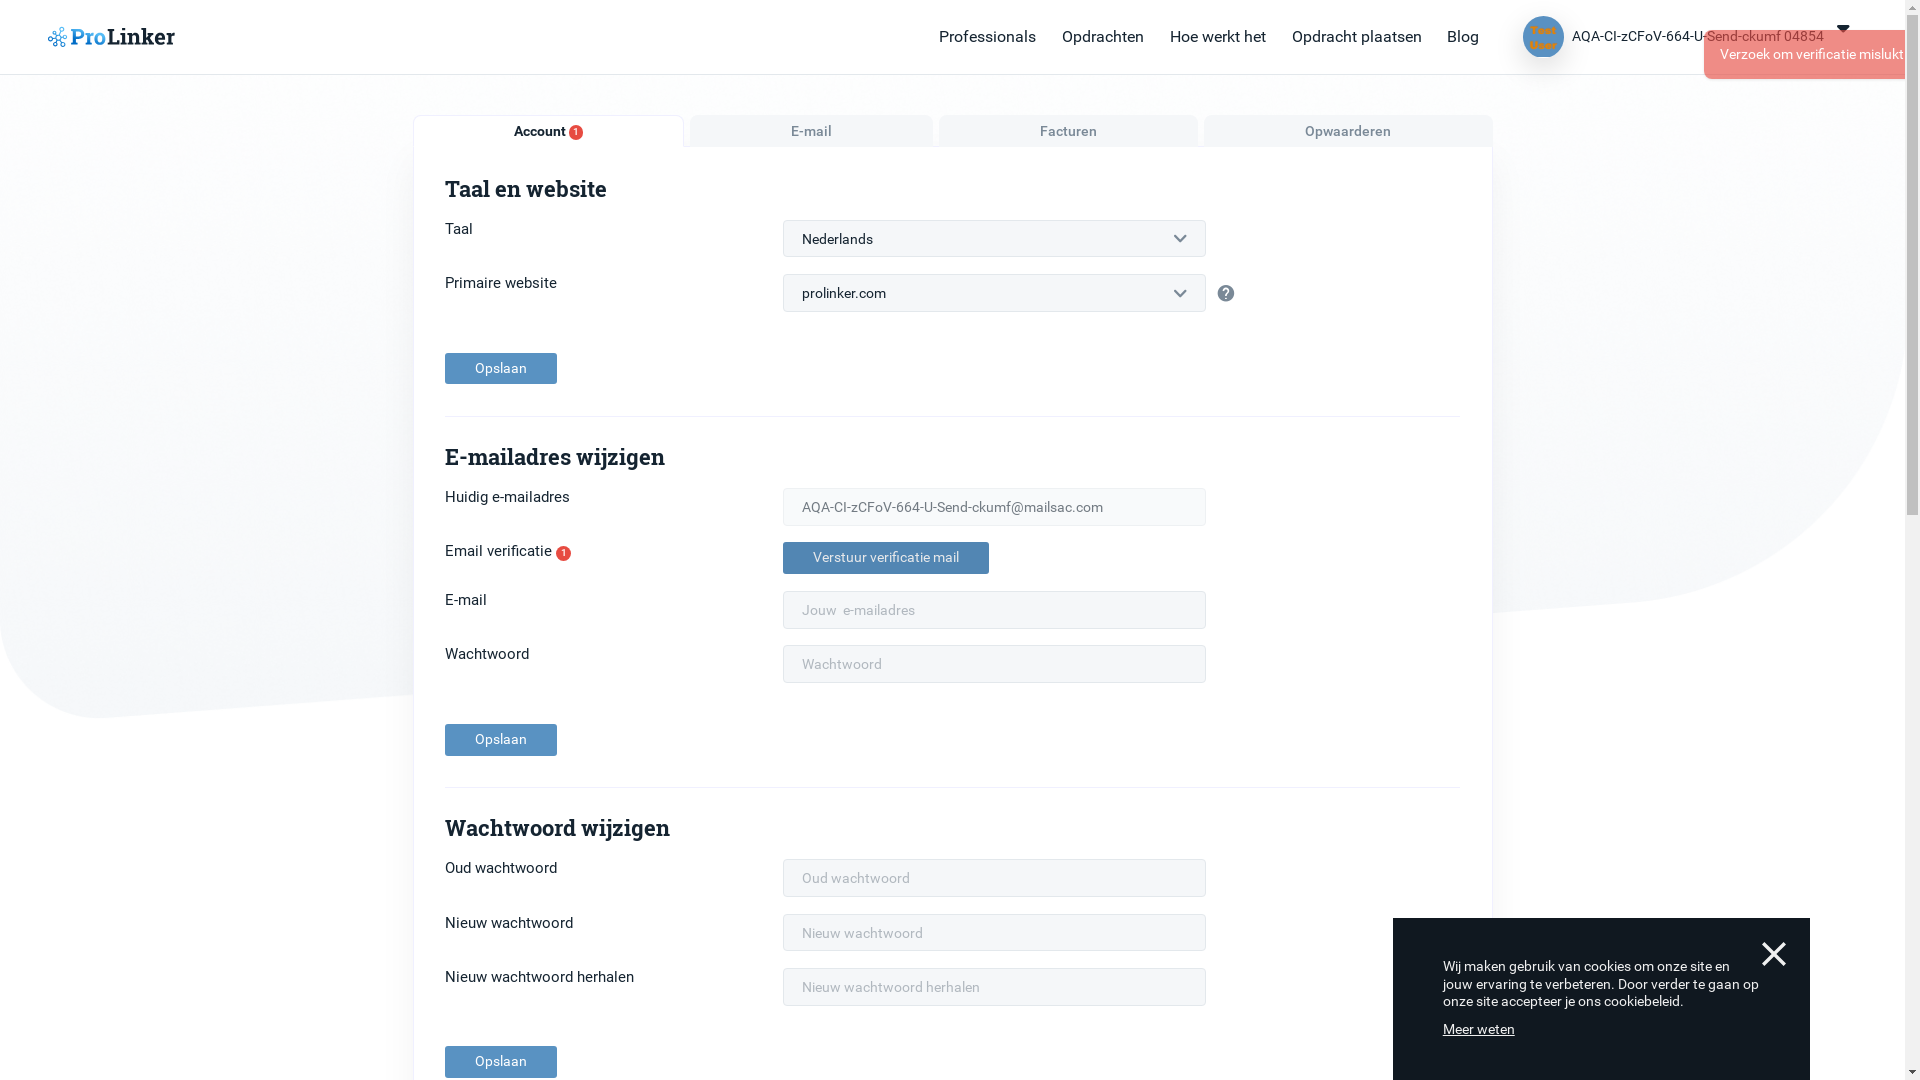 ProLinker
Professionals
Opdrachten
Hoe werkt het
Opdracht plaatsen
Blog
Test
User
AQA-CI-zCFoV-664-U-Send-ckumf 04854
Verzoek om verificatie mislukt
Account 1
E-mail
Facturen
Opwaarderen
Taal en website
Taal
Nederlands
Primaire website
prolinker.com
?
Opslaan
E-mailadres wijzigen
Huidig e-mailadres
AQA-CI-zCFoV-664-U-Send-ckumf@mailsac.com
Email verificatie 1
Verstuur verificatie mail
E-mail
Jouw e-mailadres
Wachtwoord
Wachtwoord
Opslaan
Wachtwoord wijzigen
Oud wachtwoord
Oud wachtwoord
Nieuw wachtwoord
Nieuw wachtwoord
Nieuw wachtwoord herhalen
Nieuw wachtwoord herhalen
Opslaan
Wij maken gebruik van cookies om onze site en
jouw ervaring te verbeteren. Door verder te gaan op
onze site accepteer je ons cookiebeleid.
Meer weten